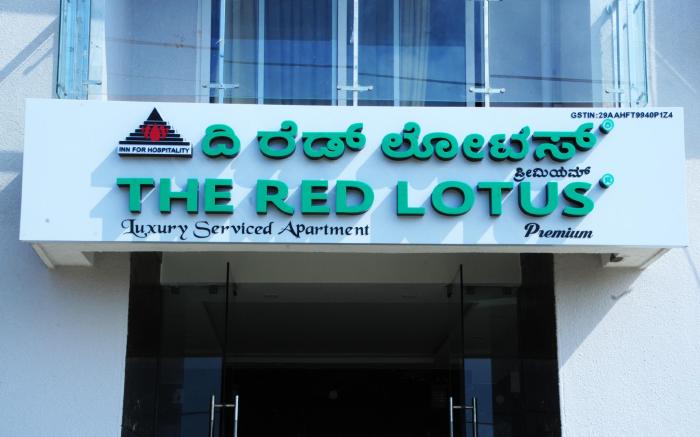 GSTIN:29AAHFT9940P1Z4
INN FOR HOSPITALITY
ದಿ ರೆಡ್ ಲೋಟಸ್®
ಪ್ರೀಮಿಯಮ್
THE RED LOTUS®
Luxury Serviced Apartment
Premium